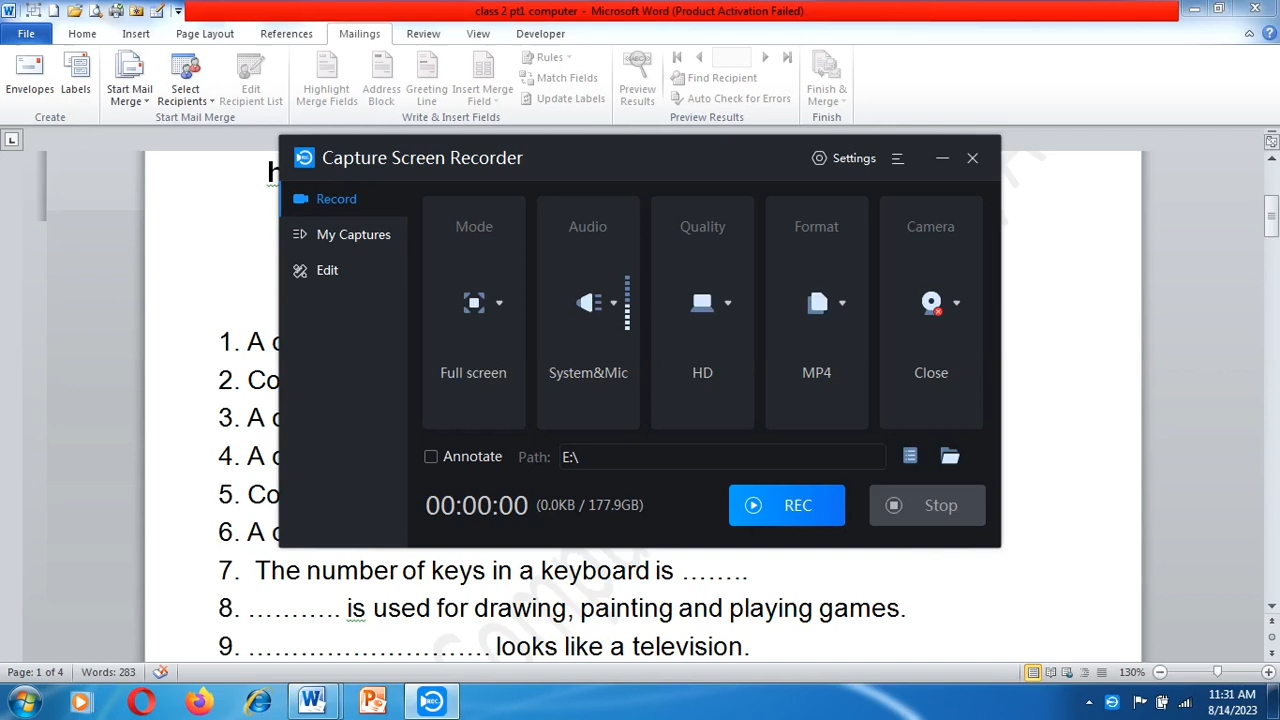 class 2 pt1 computer - Microsoft Word (Product Activation Failed)
File Home Insert Page Layout References Mailings Review View Developer
Envelopes Labels Start Mail Merge Select Recipients Edit Recipient List Highlight Merge Fields Address Block Greeting Line Insert Merge Field Rules Match Fields Update Labels Preview Results Find Recipient Auto Check for Errors Finish & Merge
Create Start Mail Merge Write & Insert Fields Preview Results Finish
Capture Screen Recorder Settings
h
Record
My Captures
Edit
Mode Audio Quality Format Camera
Full screen System&Mic HD MP4 Close
Annotate Path: E:\
00:00:00 (0.0KB / 177.9GB) REC Stop
1. A
2. Co
3. A
4. A
5. Co
6. A
7. The number of keys in a keyboard is ……..
8. ……….. is used for drawing, painting and playing games.
9. ……………………. looks like a television.
Page: 1 of 4 Words: 283 130%
11:31 AM
8/14/2023